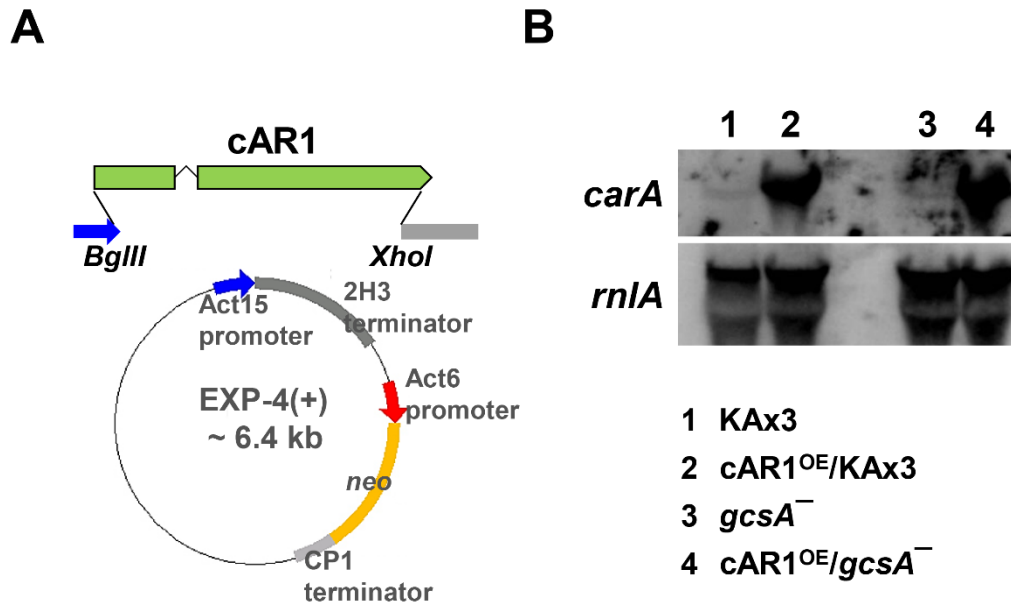 A
cAR1
BglII
XhoI
Act15
promoter
2H3
terminator
Act6
promoter
EXP-4(+)
~ 6.4 kb
neo
CP1
terminator
B
1 2 3 4
carA
rnlA
1 KAx3
2 cAR1ᴼᴱ/KAx3
3 gcsA⁻
4 cAR1ᴼᴱ/gcsA⁻